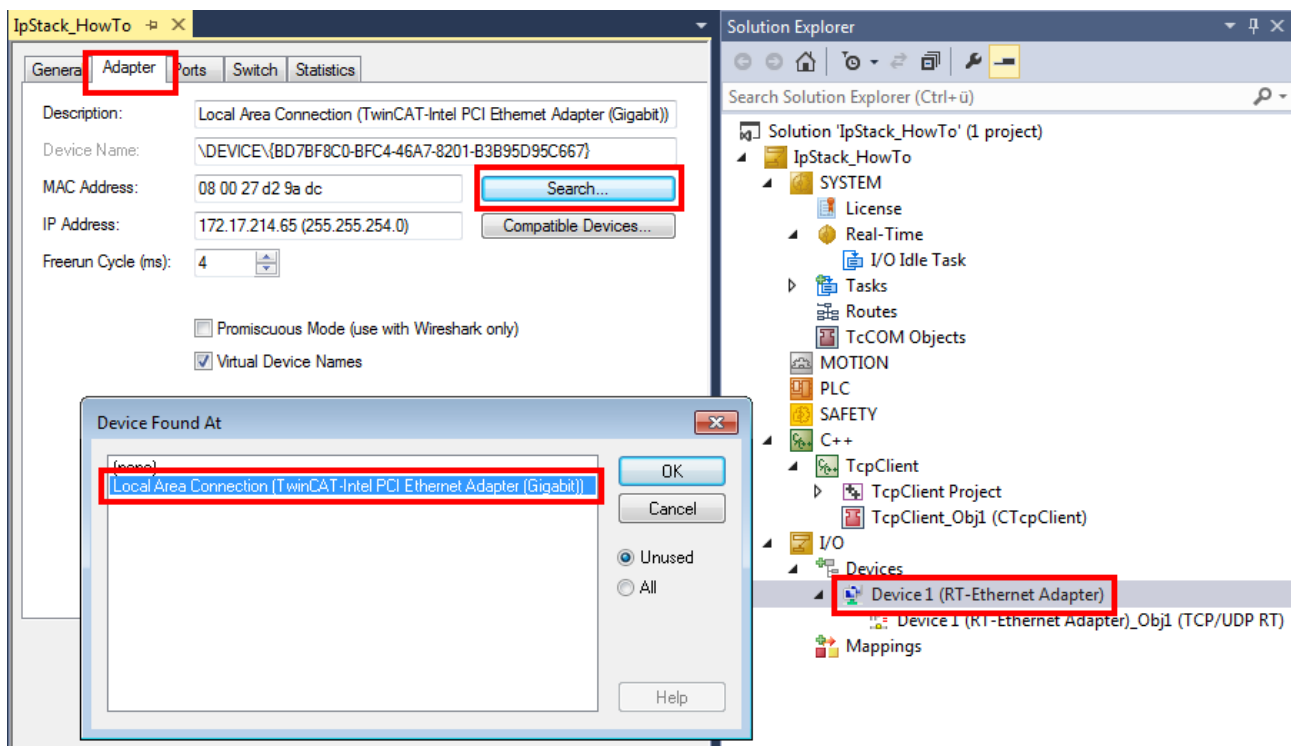 IpStack_HowTo
General
Adapter
Ports
Switch
Statistics
Description:
Local Area Connection (TwinCAT-Intel PCI Ethernet Adapter (Gigabit))
Device Name:
\DEVICE\{BD7BF8C0-BFC4-46A7-8201-B3B95D95C667}
MAC Address:
08 00 27 d2 9a dc
Search...
IP Address:
172.17.214.65 (255.255.254.0)
Compatible Devices...
Freerun Cycle (ms):
4
Promiscuous Mode (use with Wireshark only)
Virtual Device Names
Device Found At
(none)
Local Area Connection (TwinCAT-Intel PCI Ethernet Adapter (Gigabit))
OK
Cancel
Unused
All
Help
Solution Explorer
Search Solution Explorer (Ctrl+ü)
Solution 'IpStack_HowTo' (1 project)
IpStack_HowTo
SYSTEM
License
Real-Time
I/O Idle Task
Tasks
Routes
TcCOM Objects
MOTION
PLC
SAFETY
C++
TcpClient
TcpClient Project
TcpClient_Obj1 (CTcpClient)
I/O
Devices
Device 1 (RT-Ethernet Adapter)
Device 1 (RT-Ethernet Adapter)_Obj1 (TCP/UDP RT)
Mappings